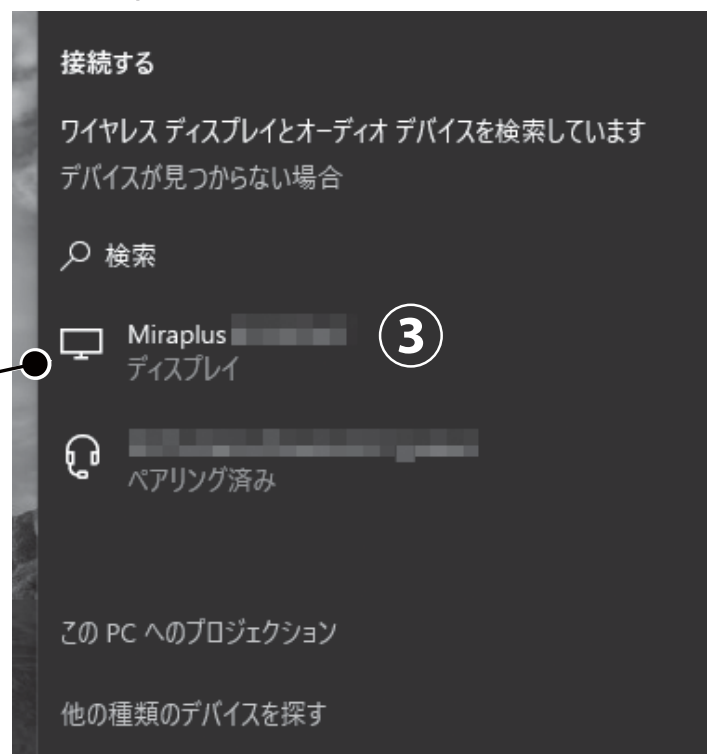 接続する
ワイヤレス ディスプレイとオーディオ デバイスを検索しています
デバイスが見つからない場合
検索
Miraplus
③
ディスプレイ
ペアリング済み
この PC へのプロジェクション
他の種類のデバイスを探す